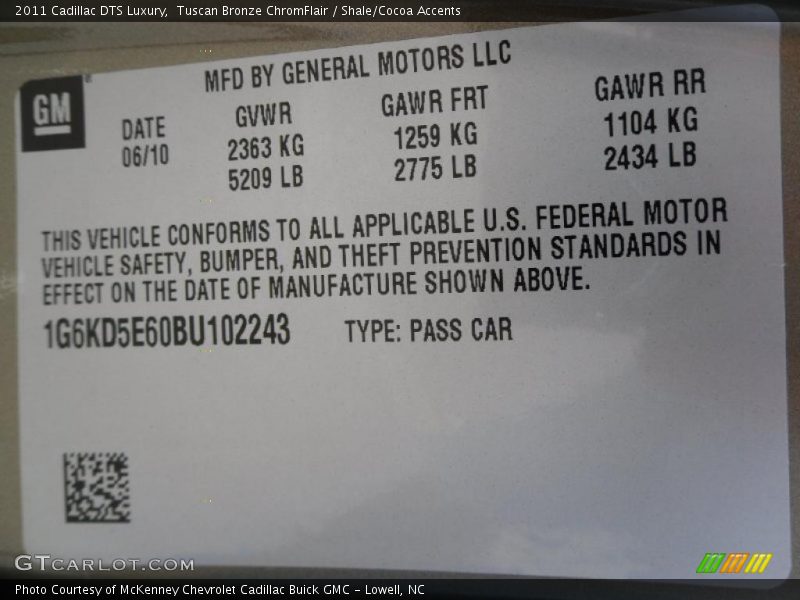 2011 Cadillac DTS Luxury,  Tuscan Bronze ChromFlair / Shale/Cocoa Accents
MFD BY GENERAL MOTORS LLC
GM
DATE GVWR GAWR FRT GAWR RR
06/10 2363 KG 1259 KG 1104 KG
5209 LB 2775 LB 2434 LB
THIS VEHICLE CONFORMS TO ALL APPLICABLE U.S. FEDERAL MOTOR
VEHICLE SAFETY, BUMPER, AND THEFT PREVENTION STANDARDS IN
EFFECT ON THE DATE OF MANUFACTURE SHOWN ABOVE.
1G6KD5E60BU102243 TYPE: PASS CAR
GTCARLOT.COM
Photo Courtesy of McKenney Chevrolet Cadillac Buick GMC - Lowell, NC